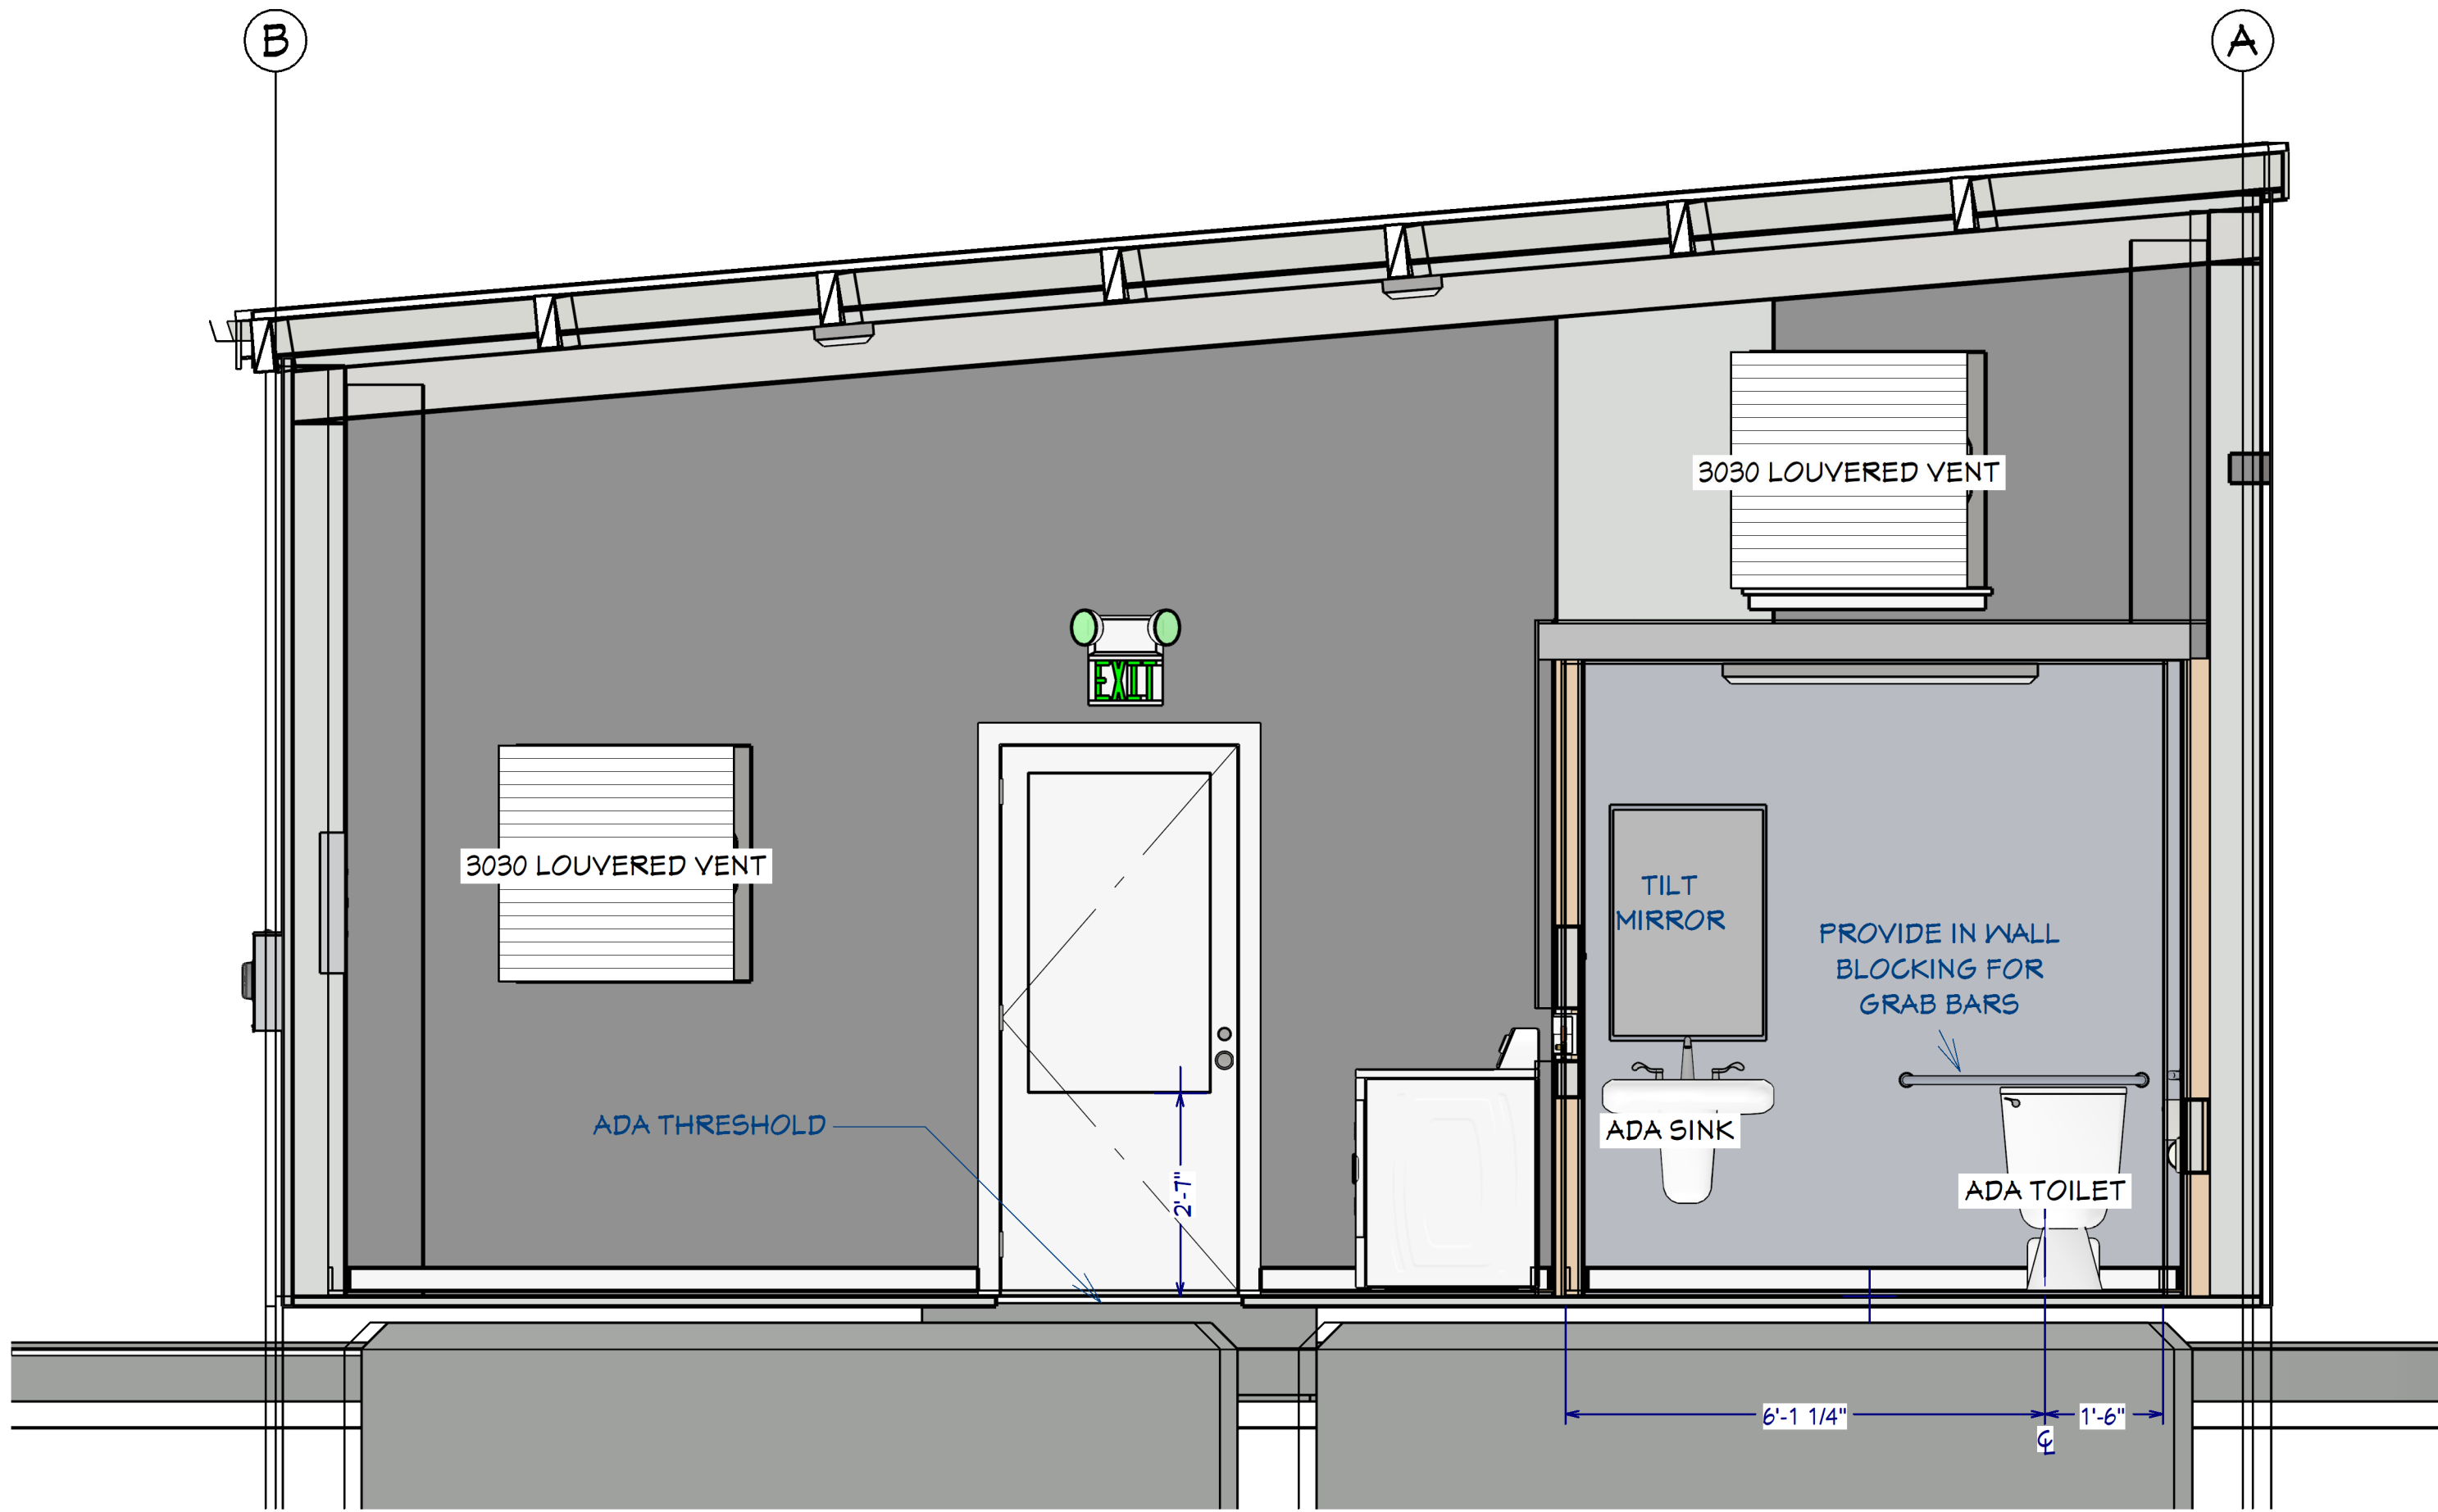 B
A
3030 LOUVERED VENT
EXIT
3030 LOUVERED VENT
TILT
MIRROR
PROVIDE IN WALL
BLOCKING FOR
GRAB BARS
ADA THRESHOLD
ADA SINK
2'-7"
ADA TOILET
6'-1 1/4"
1'-6"
℄